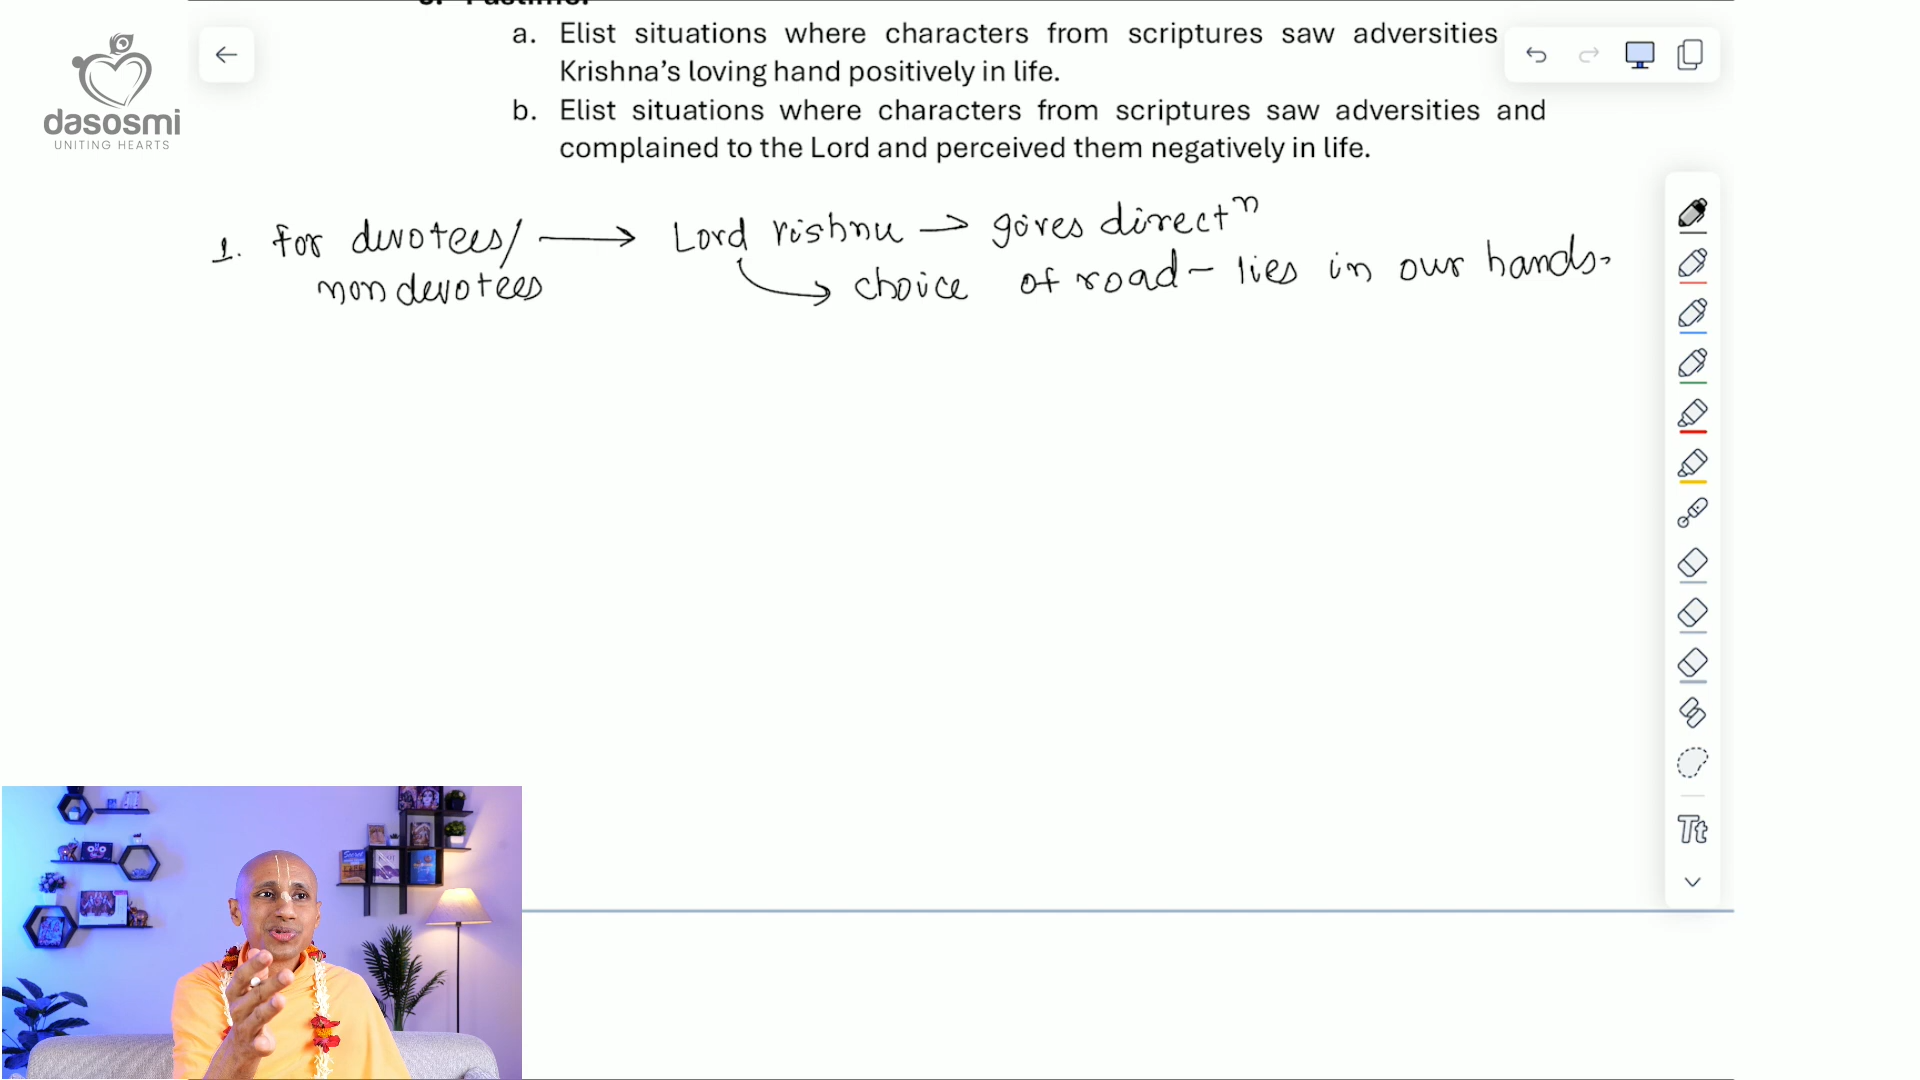 dasosmi
UNITING HEARTS
a. Elist situations where characters from scriptures saw adversities
Krishna's loving hand positively in life.
b. Elist situations where characters from scriptures saw adversities and
complained to the Lord and perceived them negatively in life.
1. for devotees/ → Lord vishnu → gives directⁿ
non devotees
choice of road - lies in our hands.
Tt